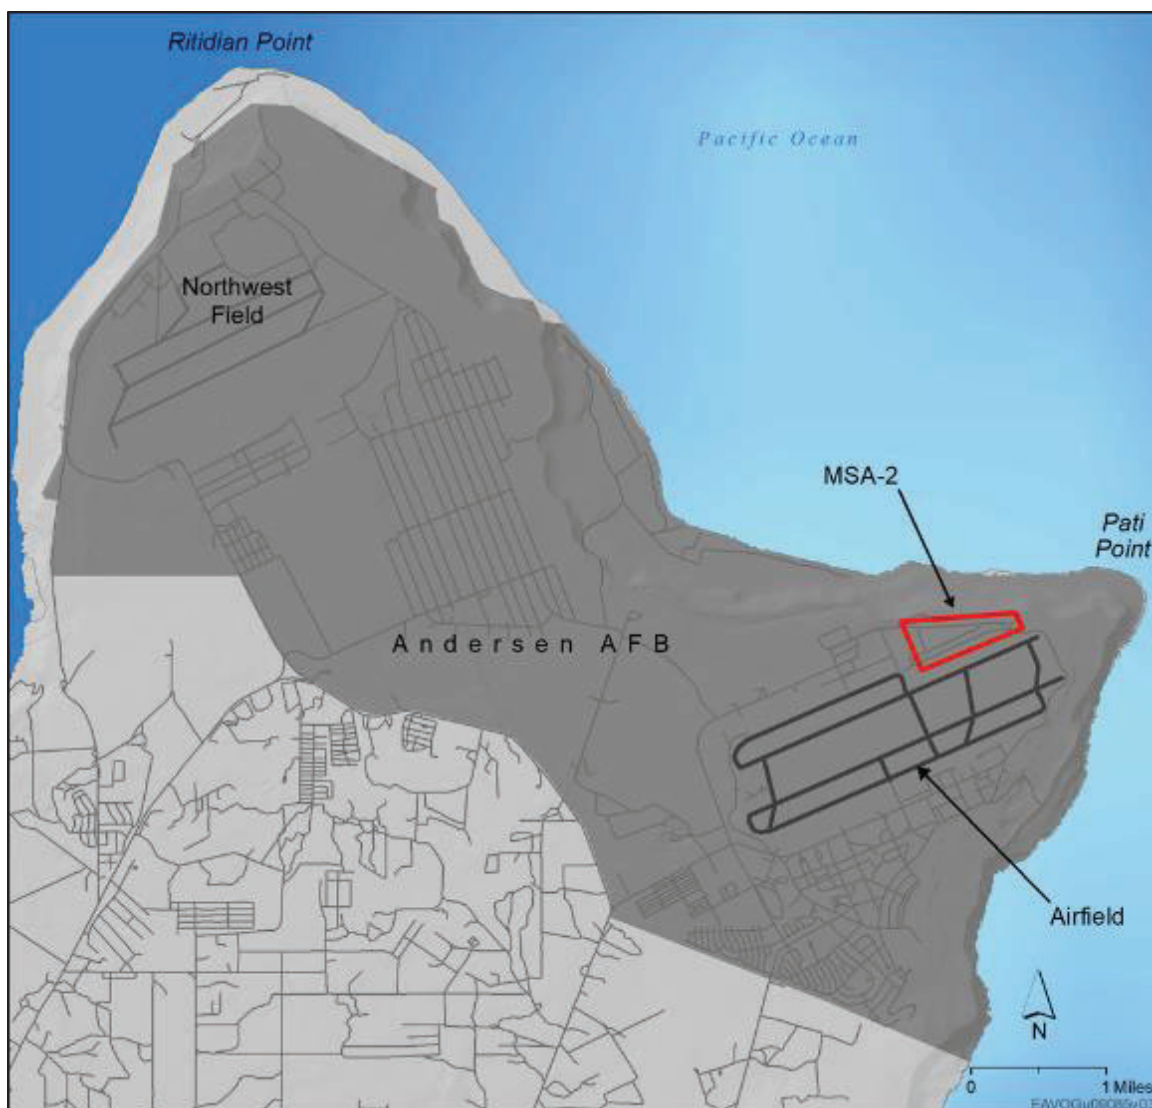 Ritidian Point
Pacific Ocean
Northwest
Field
MSA-2
Pati
Point
Andersen AFB
Airfield
N
0 1 Miles